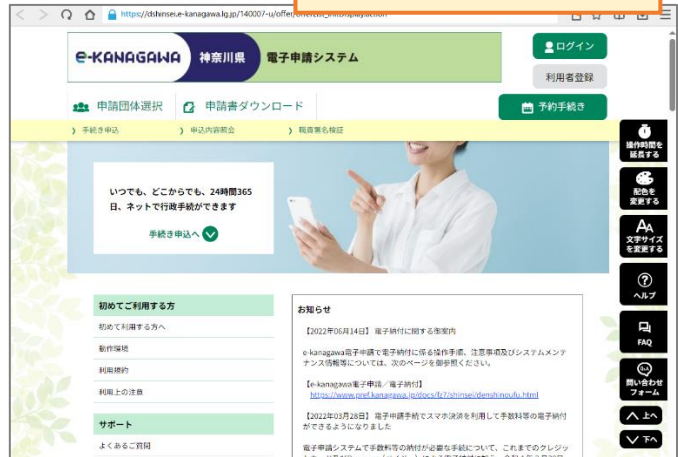 https://dshinsei.e-kanagawa.lg.jp/140007-u/offer/
e-KANAGAWA 神奈川県 電子申請システム
ログイン
利用者登録
申請団体選択 申請書ダウンロード
予約手続き
手続き申込 申込内容照会 職責署名検証
操作時間を
延長する
配色を
変更する
文字サイズ
を変更する
ヘルプ
FAQ
問い合わせ
フォーム
上へ
下へ
いつでも、どこからでも、24時間365
日、ネットで行政手続ができます
手続き申込へ
初めてご利用する方
初めて利用する方へ
動作環境
利用規約
利用上の注意
サポート
よくあるご質問
お知らせ
【2022年06月14日】 電子納付に関する御案内
e-kanagawa電子申請で電子納付に係る操作手順、注意事項及びシステムメンテ
ナンス情報等については、次のページを御参照ください。
【e-kanagawa電子申請/電子納付】
https://www.pref.kanagawa.jp/docs/fz7/shinsei/denshinoufu.html
【2022年03月28日】 電子申請手続でスマホ決済を利用して手数料等の電子納付
ができるようになりました
電子申請システムで手数料等の納付が必要な手続について、これまでのクレジッ